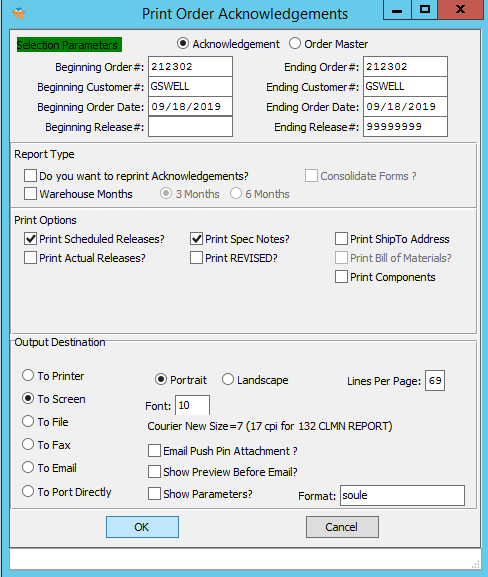 Print Order Acknowledgements
Selection Parameters Acknowledgement Order Master
Beginning Order#: 212302 Ending Order#: 212302
Beginning Customer#: GSWELL Ending Customer#: GSWELL
Beginning Order Date: 09/18/2019 Ending Order Date: 09/18/2019
Beginning Release#: Ending Release#: 99999999
Report Type
Do you want to reprint Acknowledgements? Consolidate Forms ?
Warehouse Months 3 Months 6 Months
Print Options
Print Scheduled Releases? Print Spec Notes? Print ShipTo Address
Print Actual Releases? Print REVISED? Print Bill of Materials?
Print Components
Output Destination
To Printer Portrait Landscape Lines Per Page: 69
To Screen Font: 10
To File Courier New Size=7 (17 cpi for 132 CLMN REPORT)
To Fax Email Push Pin Attachment ?
To Email Show Preview Before Email?
To Port Directly Show Parameters? Format: soule
OK Cancel